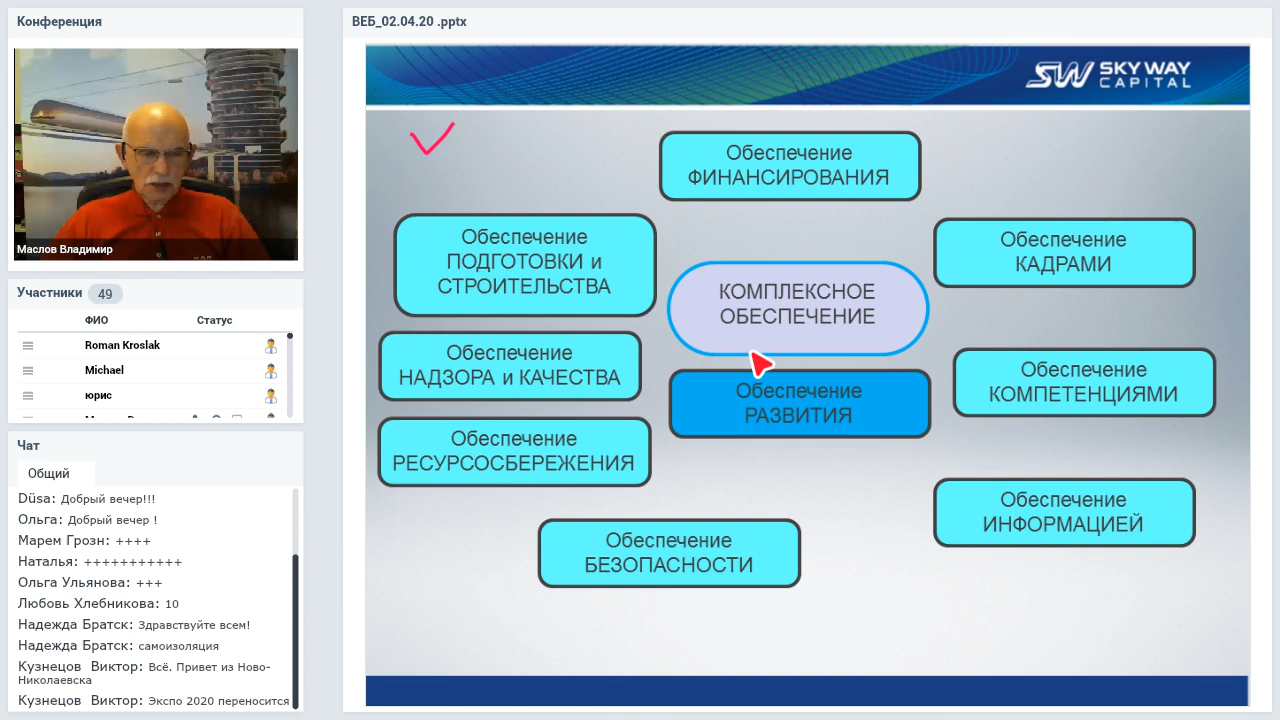 Конференция
Маслов Владимир
Участники 49
ФИО Статус
Roman Kroslak
Michael
юрис
Чат
Общий
Düsa: Добрый вечер!!!
Ольга: Добрый вечер !
Марем Грозн: ++++
Наталья: +++++++++++
Ольга Ульянова: +++
Любовь Хлебникова: 10
Надежда Братск: Здравствуйте всем!
Надежда Братск: самоизоляция
Кузнецов Виктор: Всё. Привет из Ново-
Николаевска
Кузнецов Виктор: Экспо 2020 переносится
ВЕБ_02.04.20 .pptx
SW SKY WAY
CAPITAL
Обеспечение
ФИНАНСИРОВАНИЯ
Обеспечение
ПОДГОТОВКИ и
СТРОИТЕЛЬСТВА
Обеспечение
КАДРАМИ
КОМПЛЕКСНОЕ
ОБЕСПЕЧЕНИЕ
Обеспечение
НАДЗОРА и КАЧЕСТВА
Обеспечение
РАЗВИТИЯ
Обеспечение
КОМПЕТЕНЦИЯМИ
Обеспечение
РЕСУРСОСБЕРЕЖЕНИЯ
Обеспечение
ИНФОРМАЦИЕЙ
Обеспечение
БЕЗОПАСНОСТИ